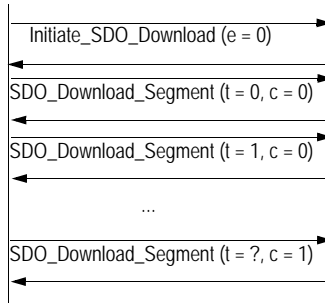 Initiate_SDO_Download (e = 0)
SDO_Download_Segment (t = 0, c = 0)
SDO_Download_Segment (t = 1, c = 0)
...
SDO_Download_Segment (t = ?, c = 1)